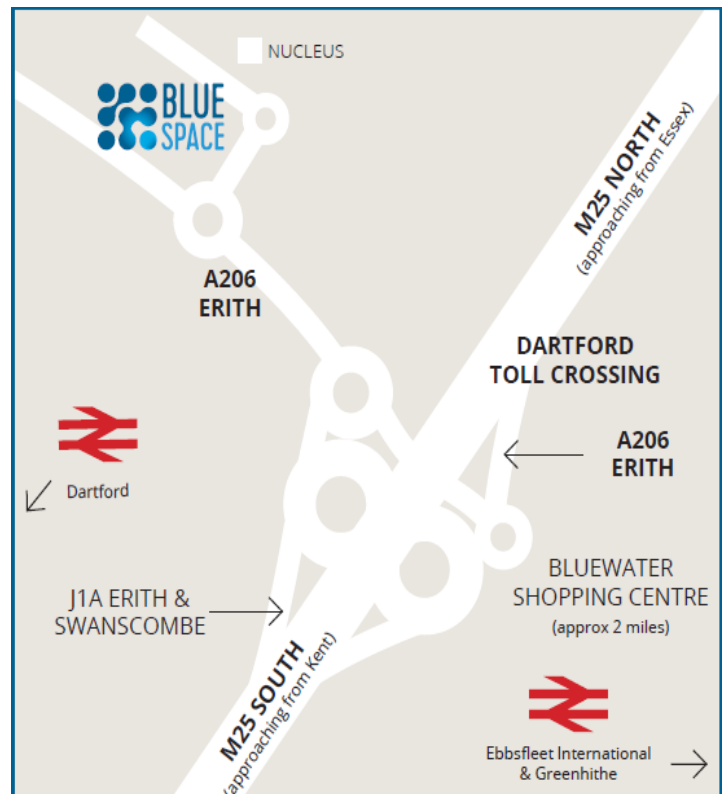 NUCLEUS
BLUE
SPACE
M25 NORTH
(approaching from Essex)
A206
ERITH
DARTFORD
TOLL CROSSING
A206
ERITH
Dartford
BLUEWATER
SHOPPING CENTRE
(approx 2 miles)
J1A ERITH &
SWANSCOMBE
M25 SOUTH
(approaching from Kent)
Ebbsfleet International
& Greenhithe